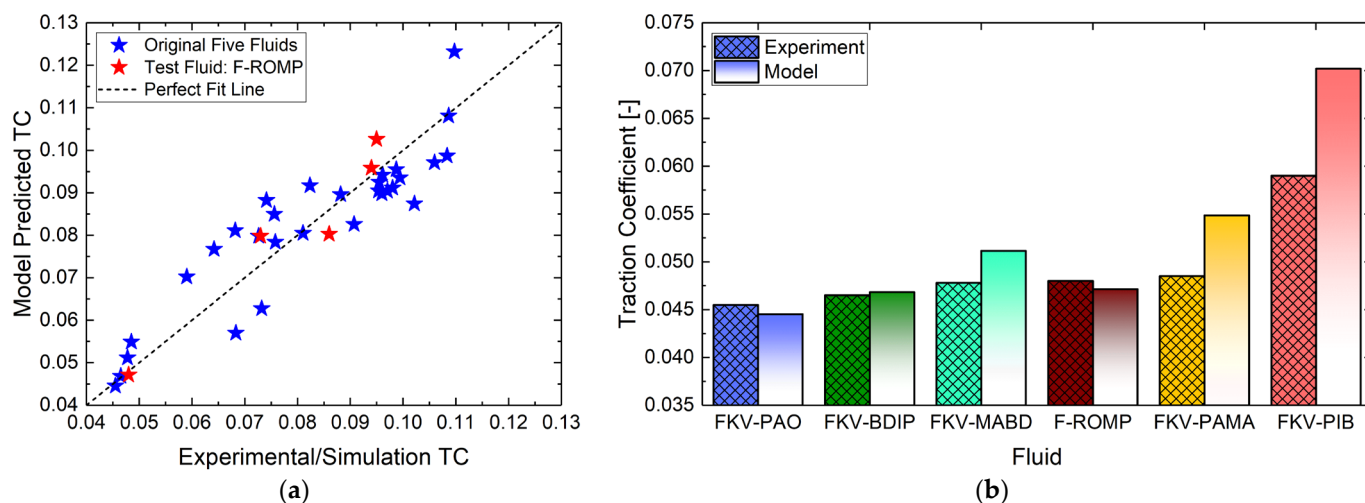 Original Five Fluids
Test Fluid: F-ROMP
Perfect Fit Line
Model Predicted TC
0.13
0.12
0.11
0.10
0.09
0.08
0.07
0.06
0.05
0.04
0.04 0.05 0.06 0.07 0.08 0.09 0.10 0.11 0.12 0.13
Experimental/Simulation TC
(a)
Experiment
Model
Traction Coefficient [-]
0.075
0.070
0.065
0.060
0.055
0.050
0.045
0.040
0.035
FKV-PAO FKV-BDIP FKV-MABD F-ROMP FKV-PAMA FKV-PIB
Fluid
(b)